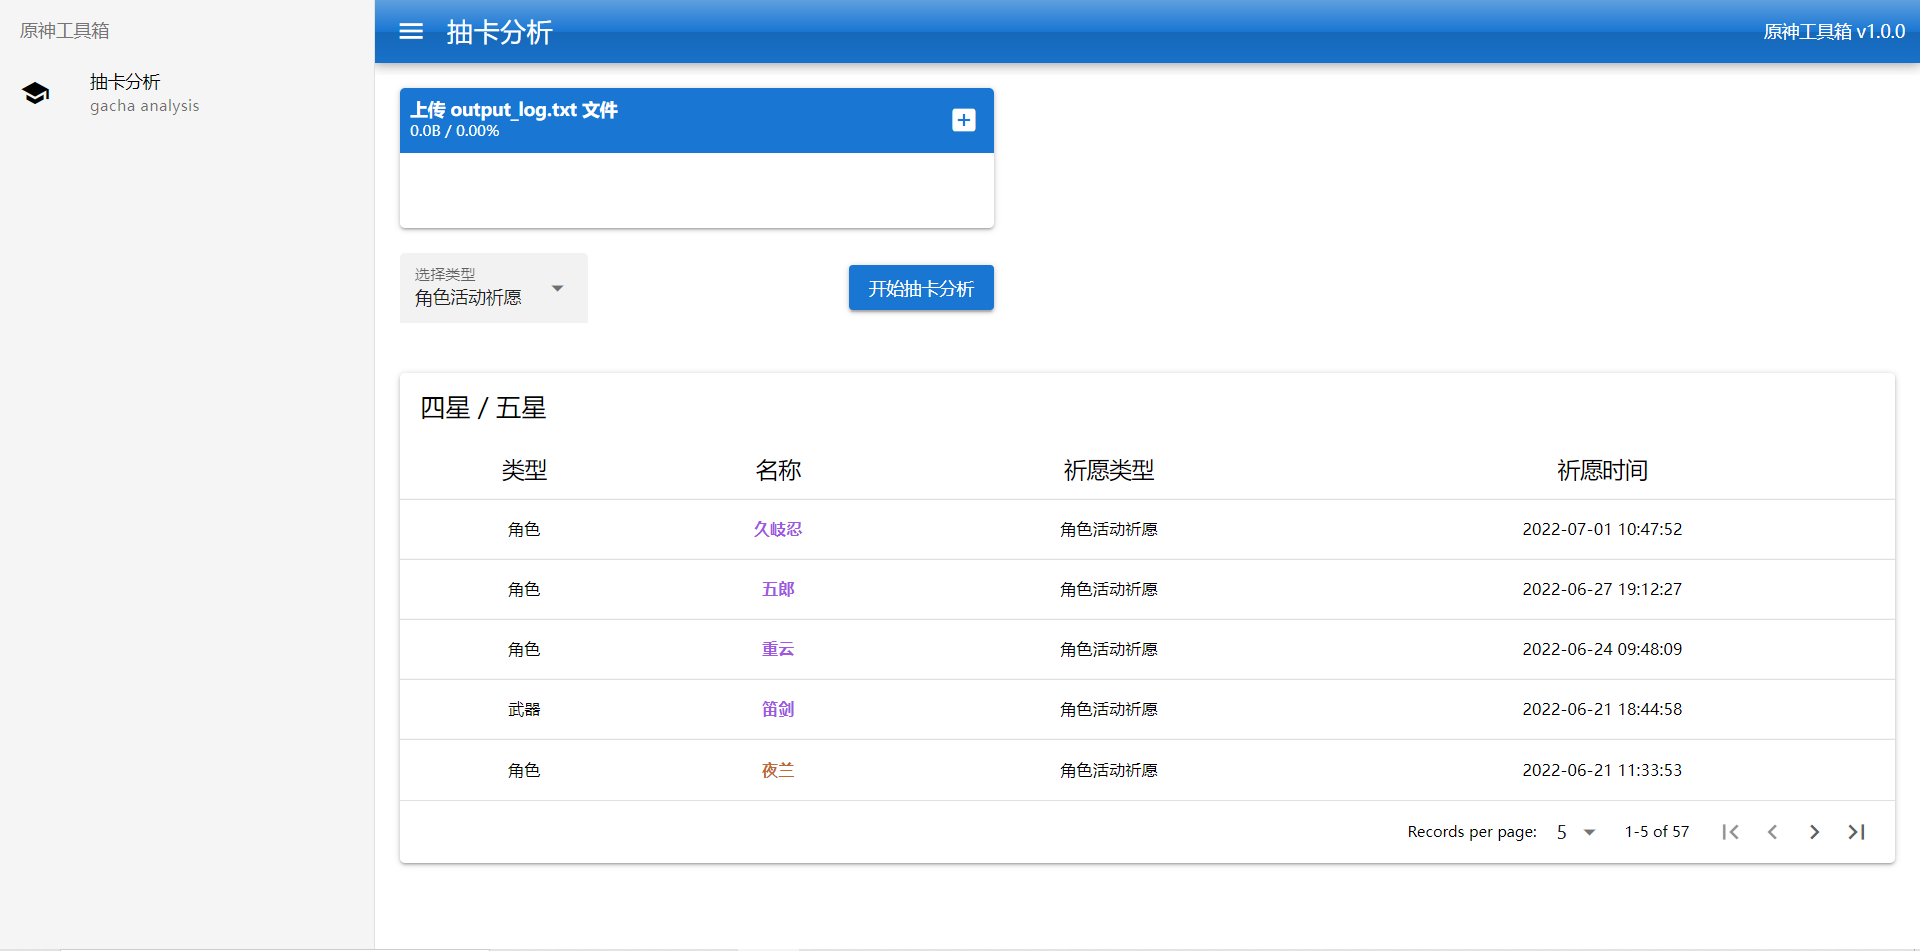 原神工具箱
抽卡分析
gacha analysis
抽卡分析
原神工具箱 v1.0.0
上传 output_log.txt 文件
0.0B / 0.00%
选择类型
角色活动祈愿
开始抽卡分析
四星 / 五星
类型 名称 祈愿类型 祈愿时间
角色 久岐忍 角色活动祈愿 2022-07-01 10:47:52
角色 五郎 角色活动祈愿 2022-06-27 19:12:27
角色 重云 角色活动祈愿 2022-06-24 09:48:09
武器 笛剑 角色活动祈愿 2022-06-21 18:44:58
角色 夜兰 角色活动祈愿 2022-06-21 11:33:53
Records per page: 5 1-5 of 57